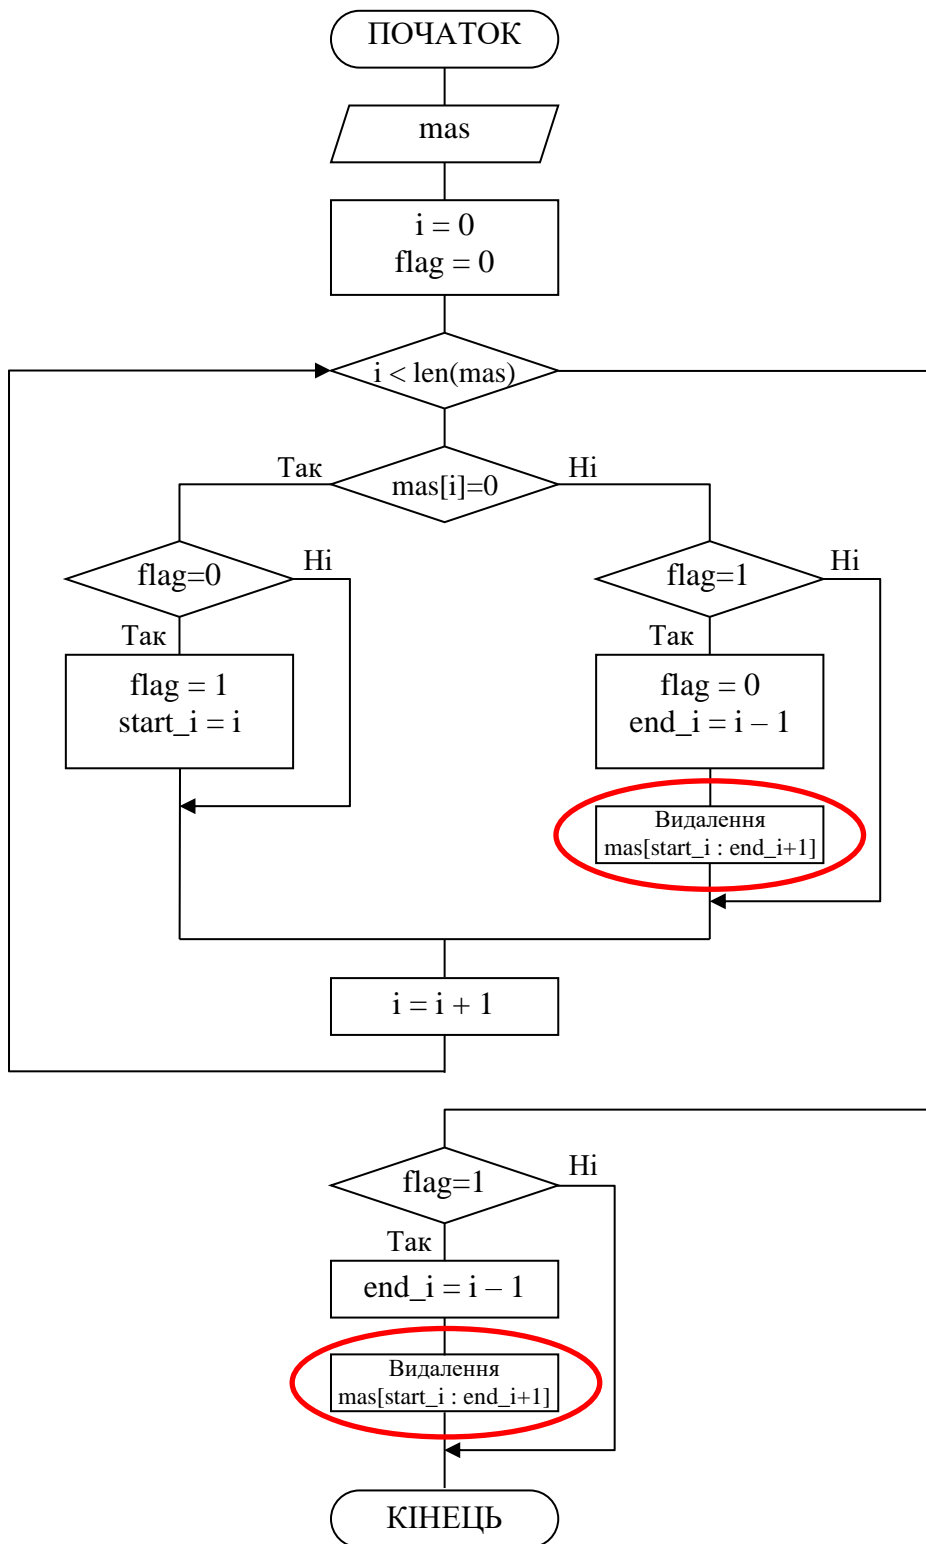 ПОЧАТОК
mas
i = 0
flag = 0
i < len(mas)
Так
Ні
mas[i]=0
flag=0
Ні
flag=1
Ні
Так
Так
flag = 1
start_i = i
flag = 0
end_i = i – 1
Видалення
mas[start_i : end_i+1]
i = i + 1
flag=1
Ні
Так
end_i = i – 1
Видалення
mas[start_i : end_i+1]
КІНЕЦЬ